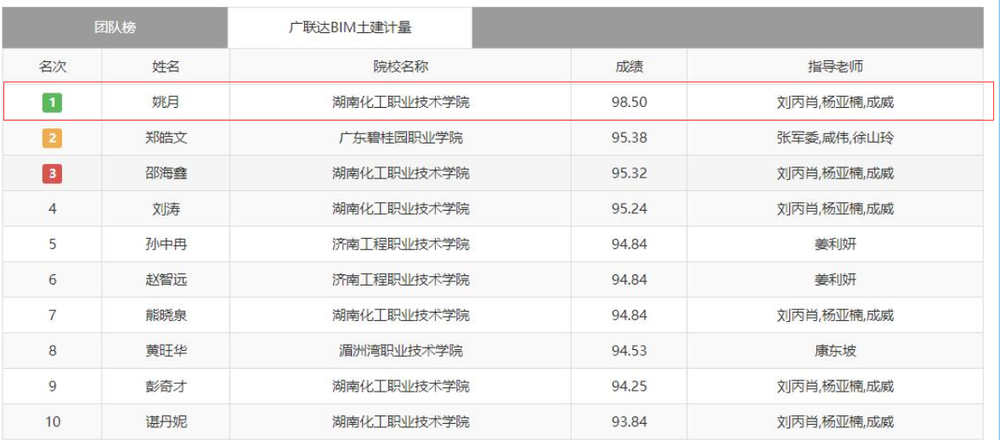 团队榜 广联达BIM土建计量
名次 姓名 院校名称 成绩 指导老师
1 姚月 湖南化工职业技术学院 98.50 刘丙肖,杨亚楠,成威
2 郑皓文 广东碧桂园职业学院 95.38 张军委,咸伟,徐山玲
3 邵海鑫 湖南化工职业技术学院 95.32 刘丙肖,杨亚楠,成威
4 刘涛 湖南化工职业技术学院 95.24 刘丙肖,杨亚楠,成威
5 孙中冉 济南工程职业技术学院 94.84 姜利妍
6 赵智远 济南工程职业技术学院 94.84 姜利妍
7 熊晓泉 湖南化工职业技术学院 94.84 刘丙肖,杨亚楠,成威
8 黄旺华 湄洲湾职业技术学院 94.53 康东坡
9 彭奇才 湖南化工职业技术学院 94.25 刘丙肖,杨亚楠,成威
10 谌丹妮 湖南化工职业技术学院 93.84 刘丙肖,杨亚楠,成威